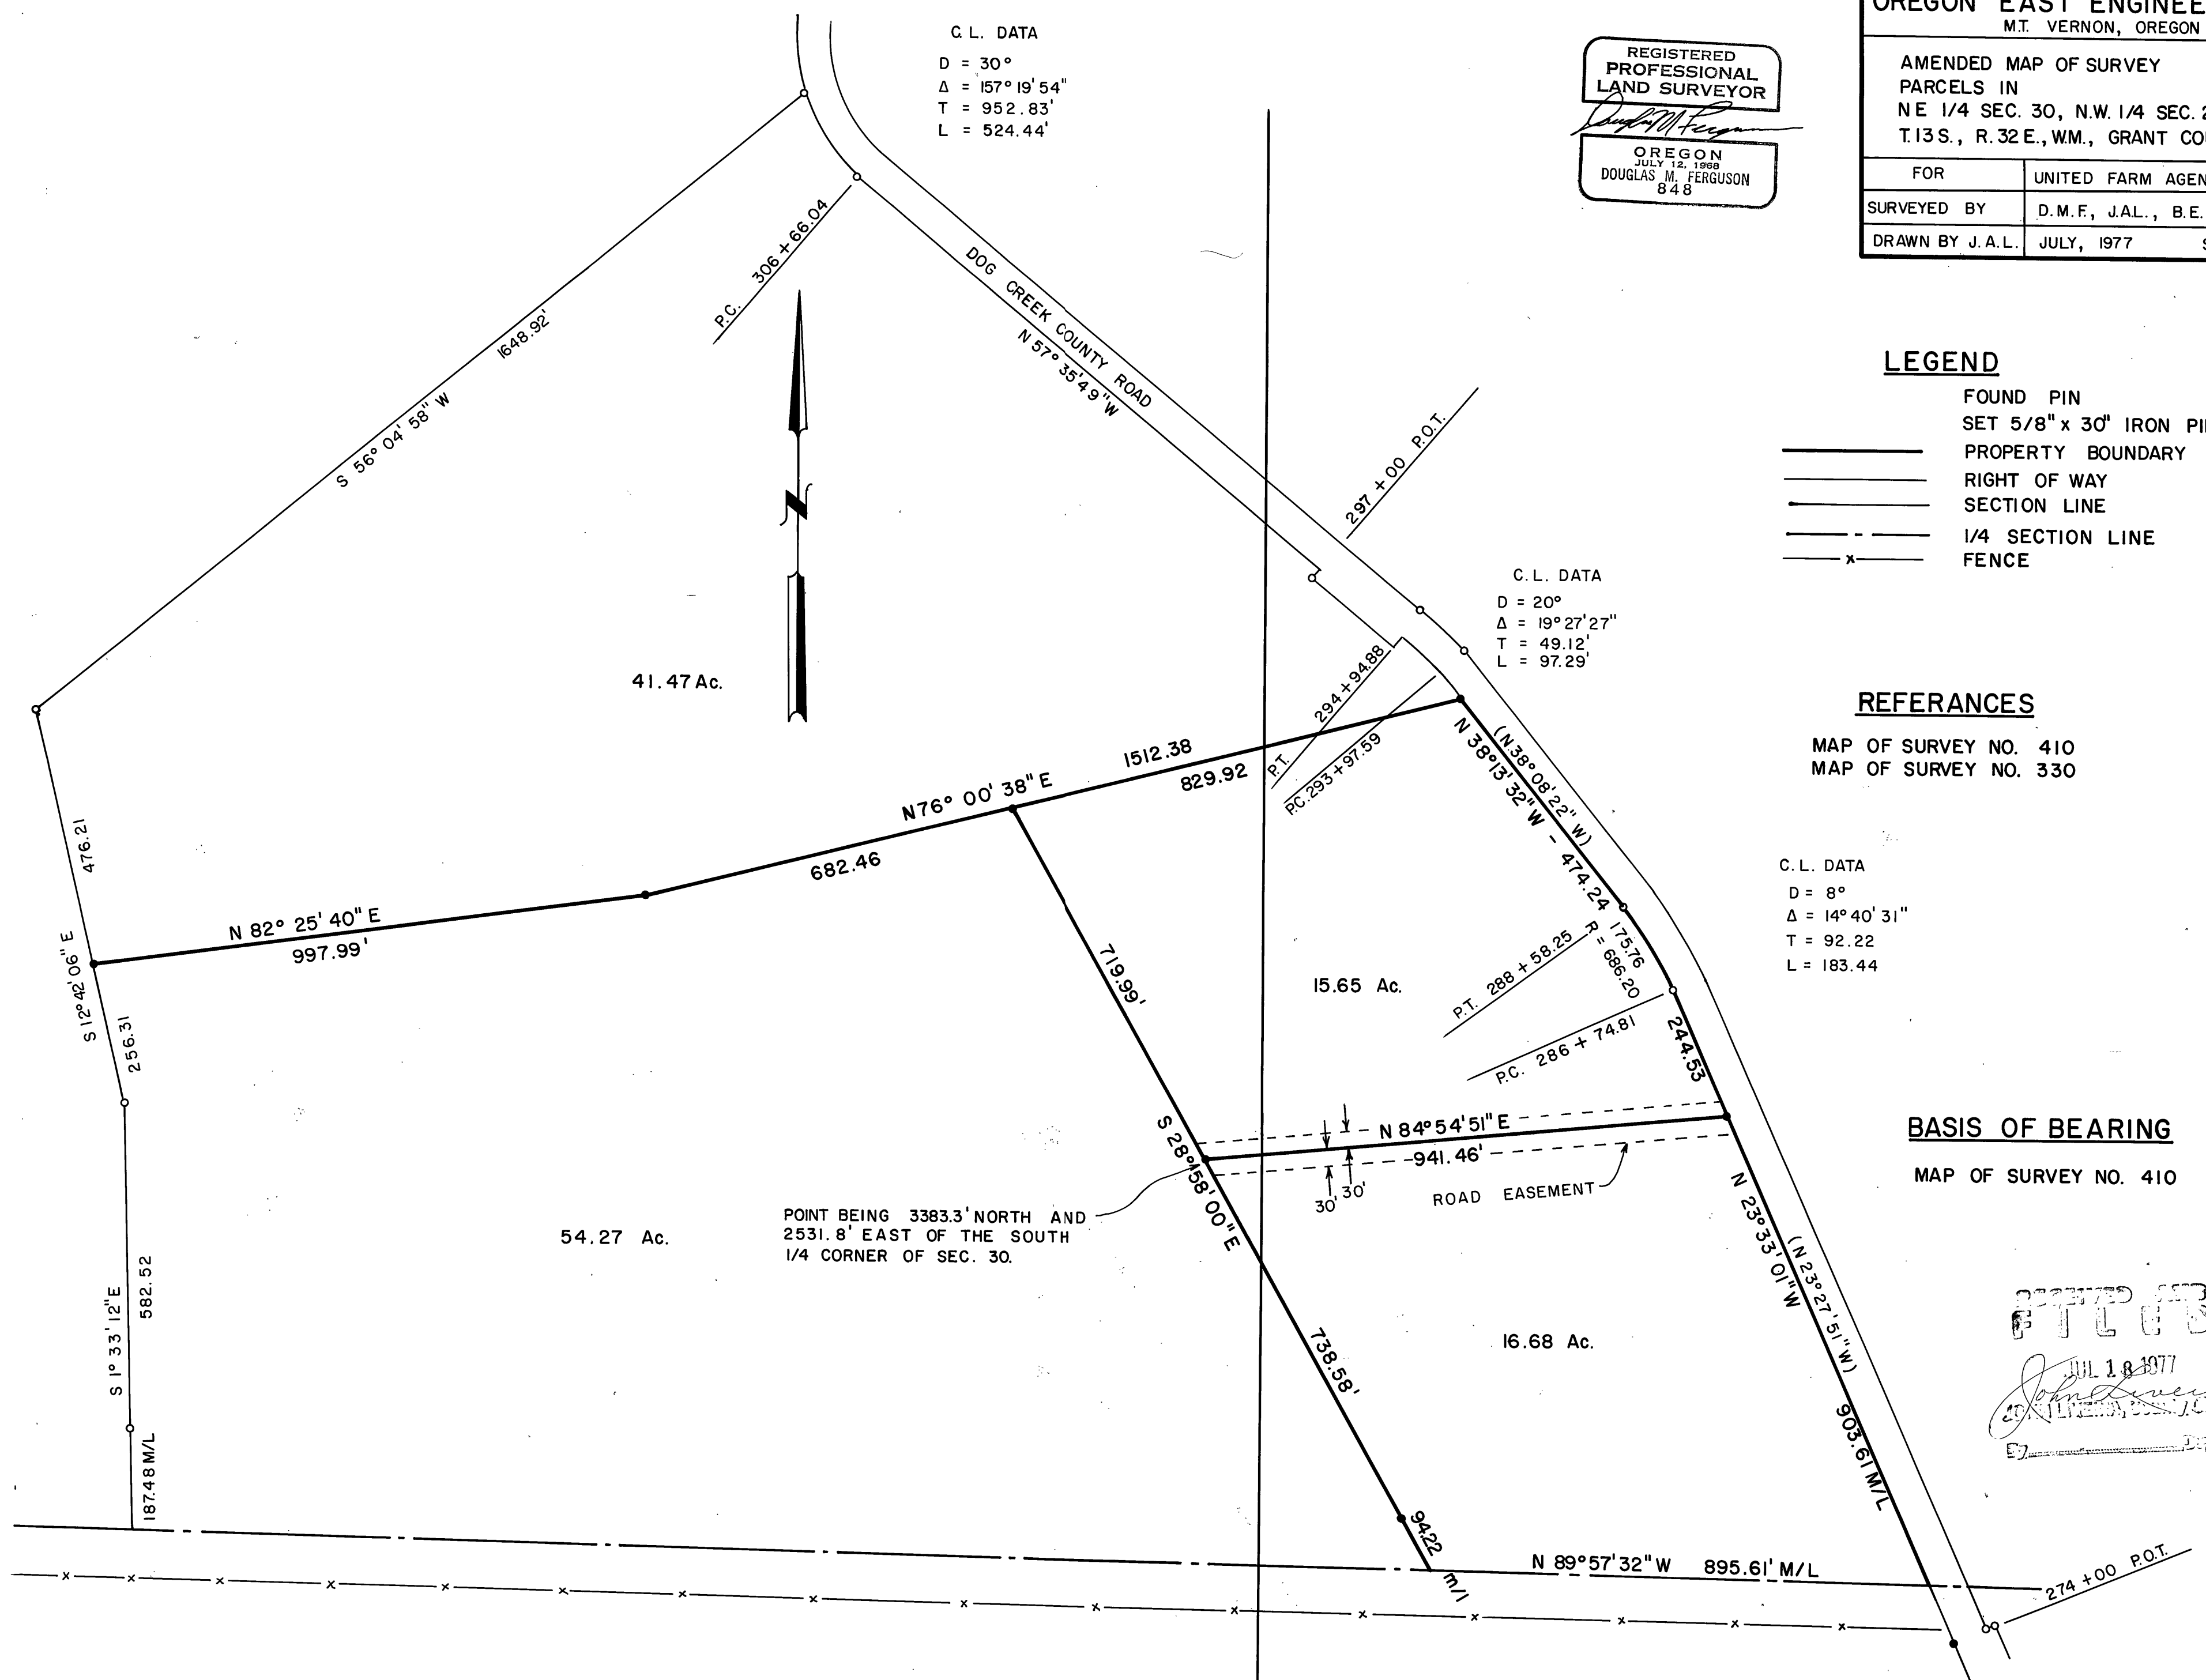 OREGON EAST ENGINEE
M.T. VERNON, OREGON
AMENDED MAP OF SURVEY
PARCELS IN
NE 1/4 SEC. 30, N.W. 1/4 SEC. 2
T.13 S., R. 32 E., W.M., GRANT CO
FOR
UNITED FARM AGEN
SURVEYED BY
D.M.F., J.A.L., B.E.
DRAWN BY J.A.L.
JULY, 1977
S
REGISTERED
PROFESSIONAL
LAND SURVEYOR
Douglas M Ferguson
OREGON
JULY 12, 1968
DOUGLAS M. FERGUSON
848
C.L. DATA
D = 30°
Δ = 157° 19' 54"
T = 952.83'
L = 524.44'
P.C. 306 + 66.04
DOG CREEK COUNTY ROAD
N 57° 35' 49" W
1648.92'
S 56° 04' 58" W
N
297 + 00 P.O.T.
LEGEND
FOUND PIN
SET 5/8" x 30" IRON PI
PROPERTY BOUNDARY
RIGHT OF WAY
SECTION LINE
1/4 SECTION LINE
x FENCE
C.L. DATA
D = 20°
Δ = 19° 27' 27"
T = 49.12'
L = 97.29'
41.47 Ac.
P.T. 294 + 94.88
P.C. 293 + 97.59
REFERANCES
MAP OF SURVEY NO. 410
MAP OF SURVEY NO. 330
N 76° 00' 38" E
1512.38
829.92
682.46
N 38° 13' 32" W - 474.24
(N 38° 08' 22" W)
476.21
N 82° 25' 40" E
997.99'
S 12° 42' 06" E
256.31
C.L. DATA
D = 8°
Δ = 14° 40' 31"
T = 92.22
L = 183.44
175.76
R = 686.20
P.T. 288 + 58.25
P.C. 286 + 74.81
15.65 Ac.
719.99'
244.53
N 84° 54' 51" E
941.46'
30'
30'
ROAD EASEMENT
S 28° 58' 00" E
POINT BEING 3383.3' NORTH AND
2531.8' EAST OF THE SOUTH
1/4 CORNER OF SEC. 30.
54.27 Ac.
BASIS OF BEARING
MAP OF SURVEY NO. 410
N 23° 33' 01" W
(N 23° 27' 51" W)
903.61 M/L
16.68 Ac.
738.58'
S 1° 33' 12" E
582.52
187.48 M/L
94.22 m/l
N 89° 57' 32" W 895.61' M/L
274 + 00 P.O.T.
RECEIVED AND
FILED
JUL 18 1977
By